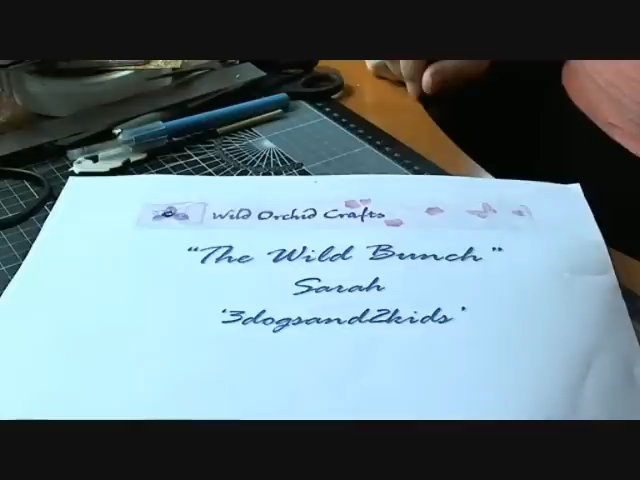 Wild Orchid Crafts
"The Wild Bunch"
Sarah
'3dogsand2kids'